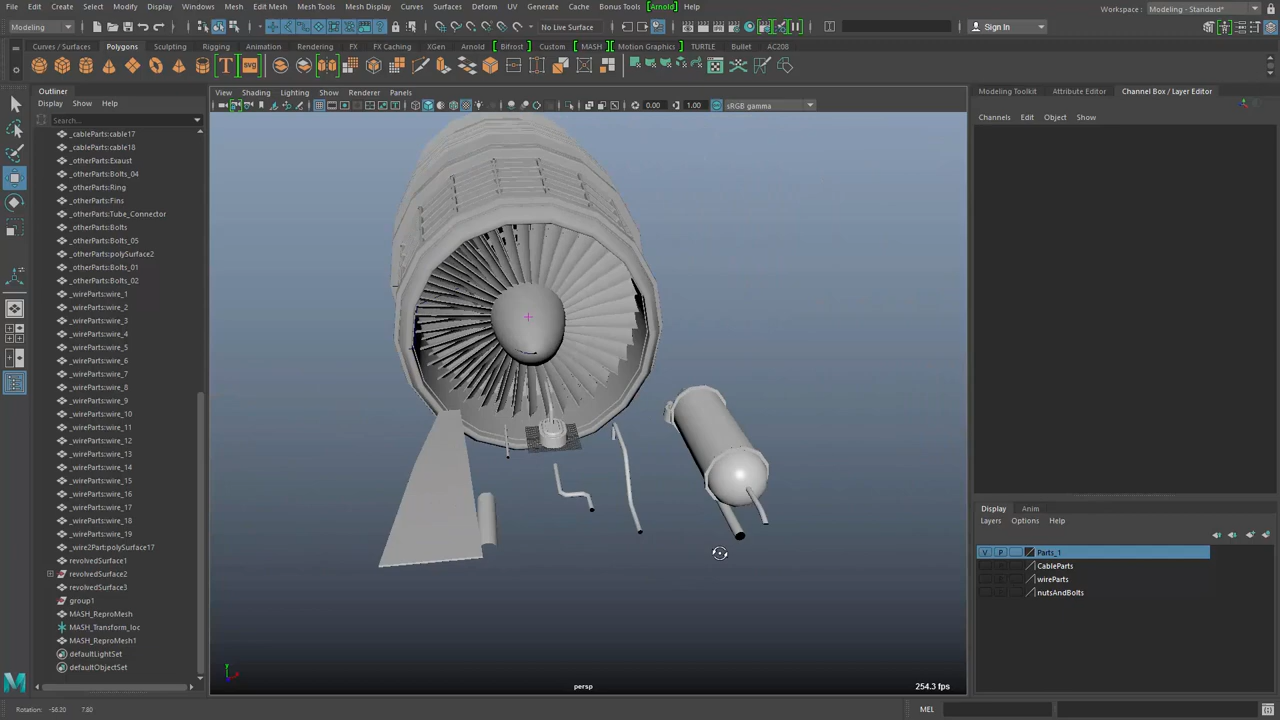 File Edit Create Select Modify Display Windows Mesh Edit Mesh Mesh Tools Mesh Display Curves Surfaces Deform UV Generate Cache Bonus Tools [Arnold] Help
Workspace : Modeling - Standard*
Modeling
No Live Surface
Sign In
Curves / Surfaces Polygons Sculpting Rigging Animation Rendering FX FX Caching XGen Arnold Bifrost Custom MASH Motion Graphics TURTLE Bullet AC208
T svg
Outliner
Display Show Help
Search...
_cableParts:cable17
_cableParts:cable18
_otherParts:Exaust
_otherParts:Bolts_04
_otherParts:Ring
_otherParts:Fins
_otherParts:Tube_Connector
_otherParts:Bolts
_otherParts:Bolts_05
_otherParts:polySurface2
_otherParts:Bolts_01
_otherParts:Bolts_02
_wireParts:wire_1
_wireParts:wire_2
_wireParts:wire_3
_wireParts:wire_4
_wireParts:wire_5
_wireParts:wire_6
_wireParts:wire_7
_wireParts:wire_8
_wireParts:wire_9
_wireParts:wire_10
_wireParts:wire_11
_wireParts:wire_12
_wireParts:wire_13
_wireParts:wire_14
_wireParts:wire_15
_wireParts:wire_16
_wireParts:wire_17
_wireParts:wire_18
_wireParts:wire_19
_wire2Part:polySurface17
revolvedSurface1
revolvedSurface2
revolvedSurface3
group1
MASH_ReproMesh
MASH_Transform_loc
MASH_ReproMesh1
defaultLightSet
defaultObjectSet
View Shading Lighting Show Renderer Panels
0.00 1.00 sRGB gamma
persp
254.3 fps
Modeling Toolkit Attribute Editor Channel Box / Layer Editor
Channels Edit Object Show
Display Anim
Layers Options Help
V P Parts_1
CableParts
wireParts
nutsAndBolts
Rotation: -56.20 7.80
MEL